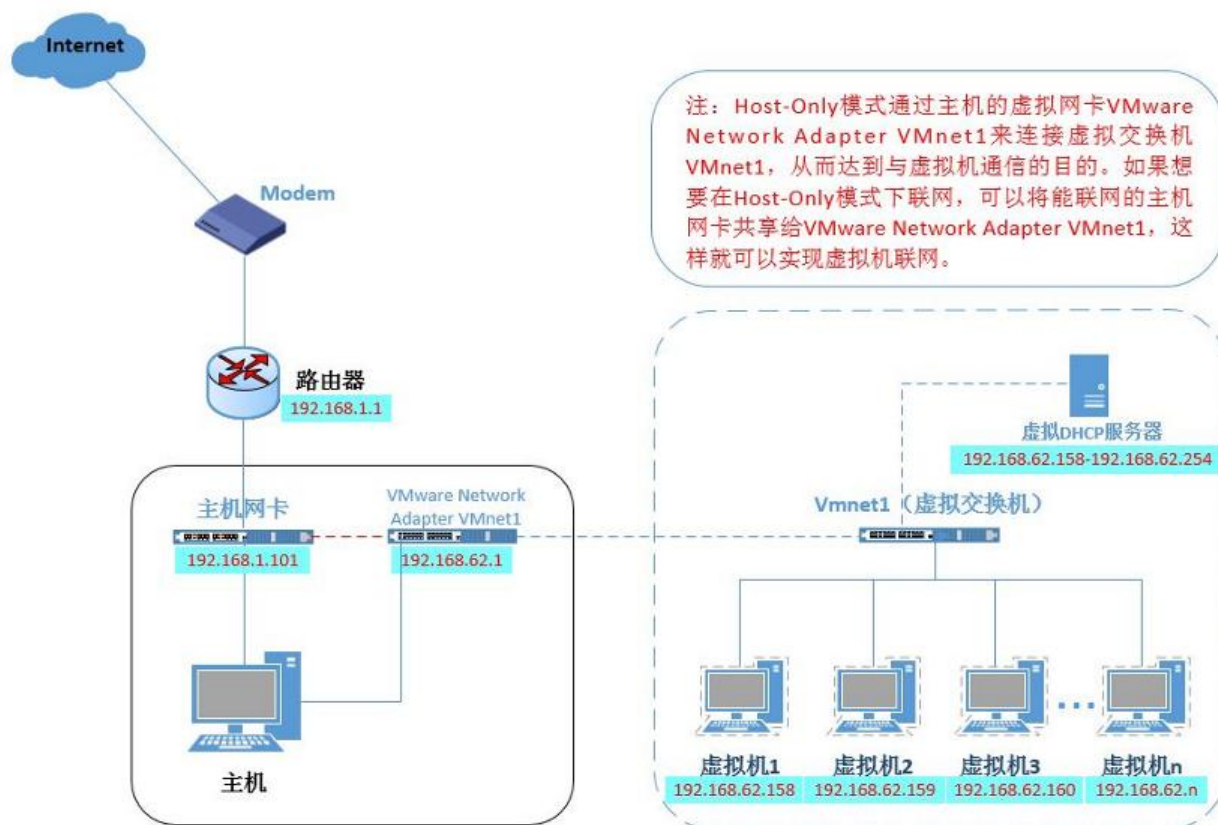 Internet
注：Host-Only模式通过主机的虚拟网卡VMware
Network Adapter VMnet1来连接虚拟交换机
VMnet1，从而达到与虚拟机通信的目的。如果想
要在Host-Only模式下联网，可以将能联网的主机
网卡共享给VMware Network Adapter VMnet1，这
样就可以实现虚拟机联网。
Modem
路由器
192.168.1.1
虚拟DHCP服务器
192.168.62.158-192.168.62.254
主机网卡
192.168.1.101
VMware Network
Adapter VMnet1
192.168.62.1
Vmnet1（虚拟交换机）
主机
虚拟机1
192.168.62.158
虚拟机2
192.168.62.159
虚拟机3
192.168.62.160
...
虚拟机n
192.168.62.n